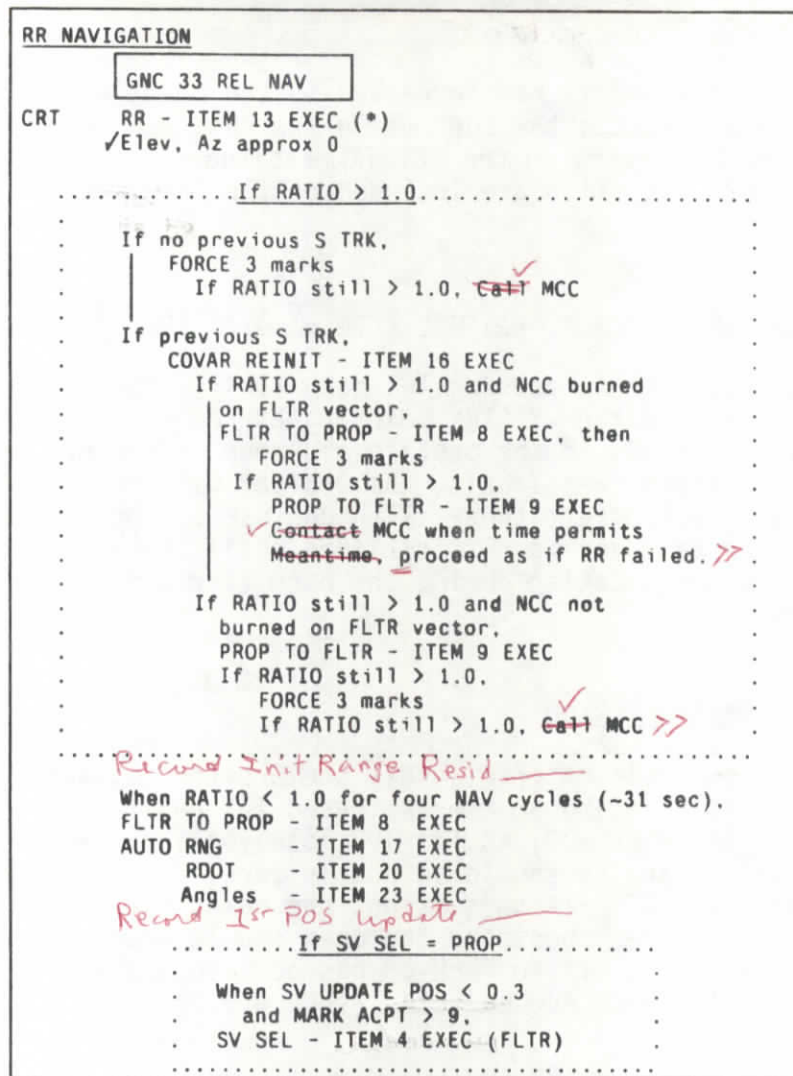 RR NAVIGATION
GNC 33 REL NAV
CRT RR - ITEM 13 EXEC (*)
✓Elev, Az approx 0
If RATIO > 1.0
If no previous S TRK,
FORCE 3 marks
✓
If RATIO still > 1.0, Call MCC
If previous S TRK,
COVAR REINIT - ITEM 16 EXEC
If RATIO still > 1.0 and NCC burned
on FLTR vector,
FLTR TO PROP - ITEM 8 EXEC, then
FORCE 3 marks
If RATIO still > 1.0,
PROP TO FLTR - ITEM 9 EXEC
✓ Contact MCC when time permits
Meantime, proceed as if RR failed. >>
If RATIO still > 1.0 and NCC not
burned on FLTR vector,
PROP TO FLTR - ITEM 9 EXEC
If RATIO still > 1.0,
FORCE 3 marks
✓
If RATIO still > 1.0, Call MCC >>
Record Init Range Resid
When RATIO < 1.0 for four NAV cycles (~31 sec),
FLTR TO PROP - ITEM 8 EXEC
AUTO RNG - ITEM 17 EXEC
RDOT - ITEM 20 EXEC
Angles - ITEM 23 EXEC
Record 1st POS update
If SV SEL = PROP
When SV UPDATE POS < 0.3
and MARK ACPT > 9,
SV SEL - ITEM 4 EXEC (FLTR)